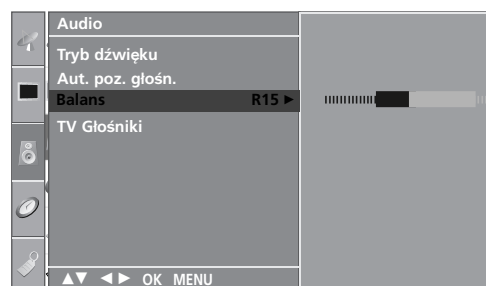 Audio
Tryb dźwięku
Aut. poz. głośn.
Balans R15 ►
TV Głośniki
▲▼ ◄► OK MENU